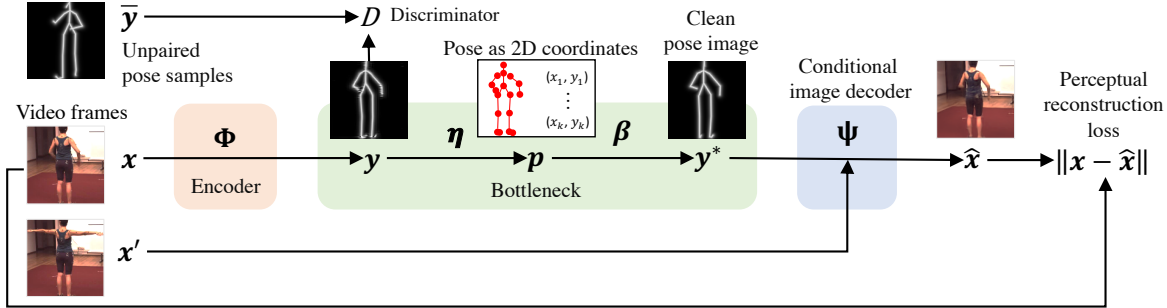 ȳ
D
Discriminator
Unpaired
pose samples
Pose as 2D coordinates
(x₁, y₁)
⋮
(xₖ, yₖ)
Clean
pose image
Conditional
image decoder
Perceptual
reconstruction
loss
Video frames
x
Φ
Encoder
y
η
p
β
y*
Bottleneck
Ψ
x̂
‖x − x̂‖
x′